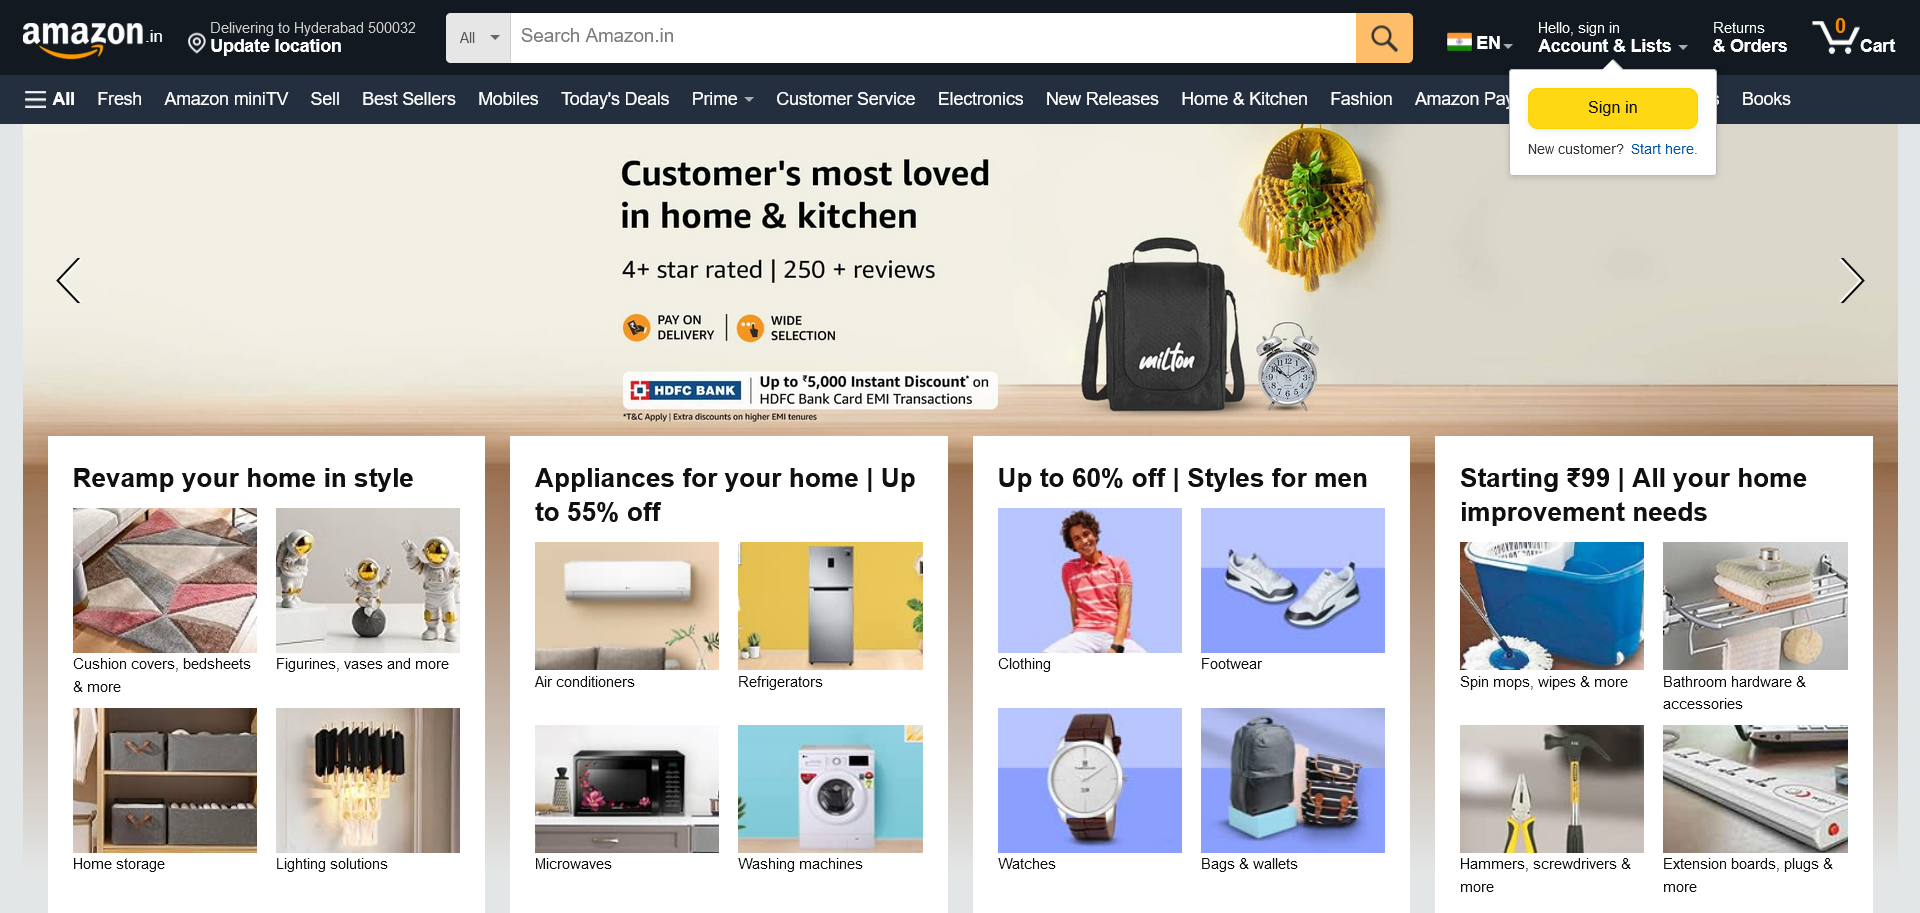 amazon.in
Delivering to Hyderabad 500032
Update location
All
Search Amazon.in
EN
Hello, sign in
Account & Lists
Returns
& Orders
0
Cart
All
Fresh
Amazon miniTV
Sell
Best Sellers
Mobiles
Today's Deals
Prime
Customer Service
Electronics
New Releases
Home & Kitchen
Fashion
Amazon Pay
Books
Sign in
New customer? Start here.
Customer's most loved
in home & kitchen
4+ star rated | 250 + reviews
PAY ON
DELIVERY
WIDE
SELECTION
HDFC BANK
Up to ₹5,000 Instant Discount* on
HDFC Bank Card EMI Transactions
*T&C Apply | Extra discounts on higher EMI tenures
milton
Revamp your home in style
Cushion covers, bedsheets
& more
Figurines, vases and more
Home storage
Lighting solutions
Appliances for your home | Up
to 55% off
Air conditioners
Refrigerators
Microwaves
Washing machines
Up to 60% off | Styles for men
Clothing
Footwear
Watches
Bags & wallets
Starting ₹99 | All your home
improvement needs
Spin mops, wipes & more
Bathroom hardware &
accessories
Hammers, screwdrivers &
more
Extension boards, plugs &
more